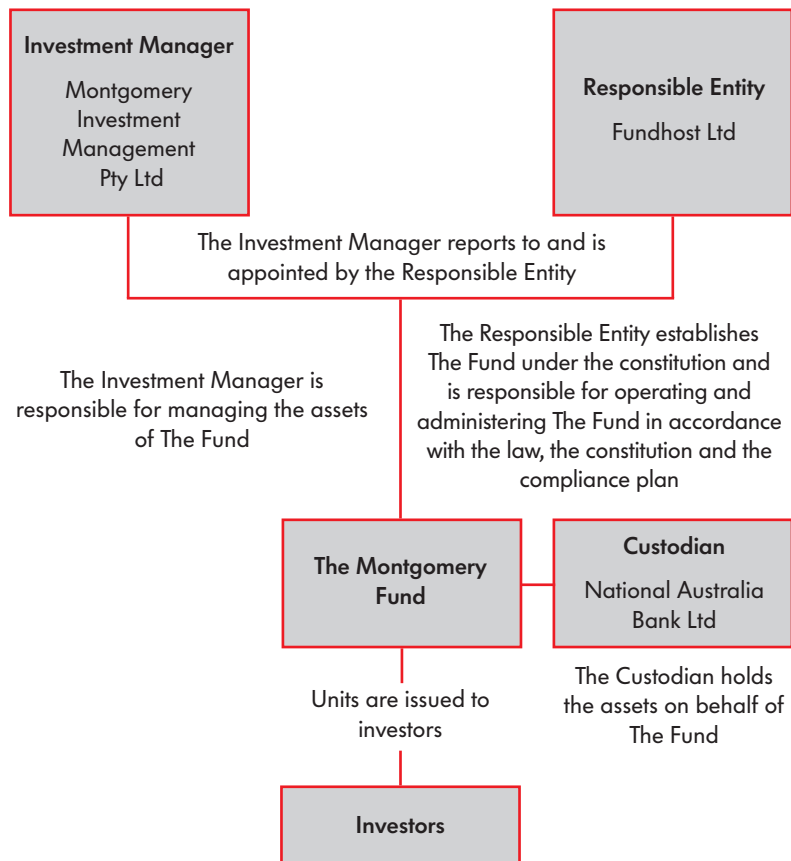 Investment Manager
Montgomery
Investment
Management
Pty Ltd
Responsible Entity
Fundhost Ltd
The Investment Manager reports to and is
appointed by the Responsible Entity
The Investment Manager is
responsible for managing the assets
of The Fund
The Responsible Entity establishes
The Fund under the constitution and
is responsible for operating and
administering The Fund in accordance
with the law, the constitution and the
compliance plan
The Montgomery
Fund
Custodian
National Australia
Bank Ltd
The Custodian holds
the assets on behalf of
The Fund
Units are issued to
investors
Investors